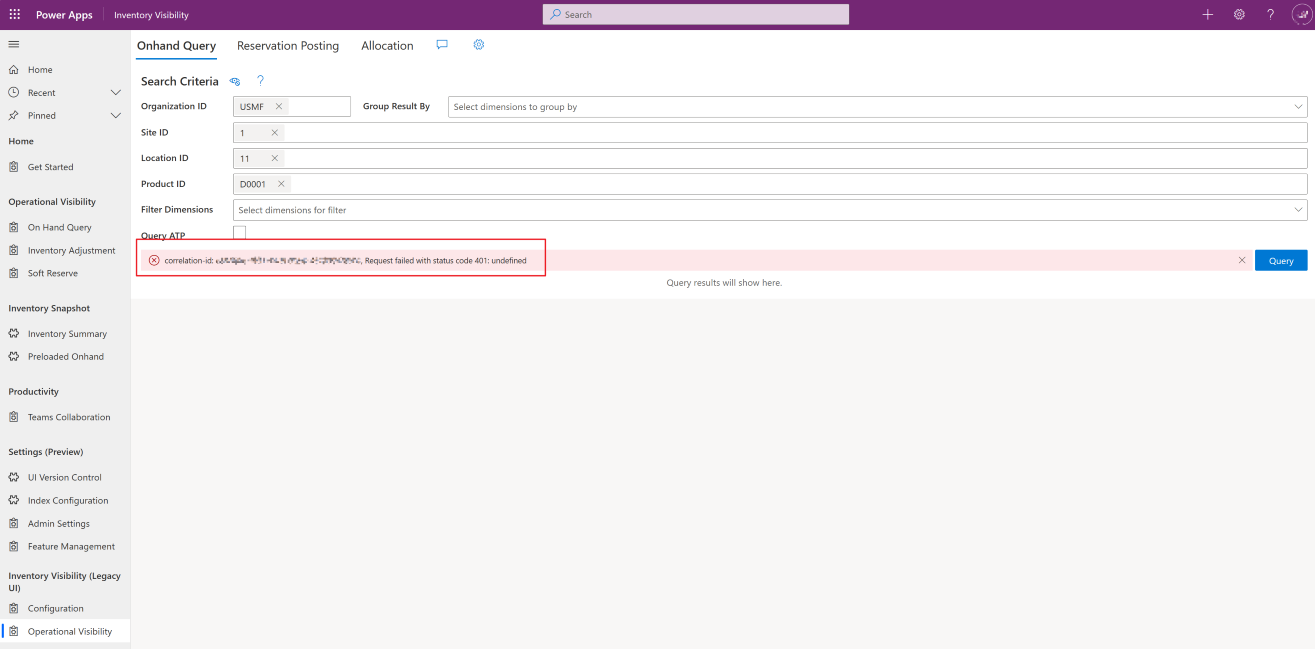 Power Apps Inventory Visibility Search
Home
Recent
Pinned
Home
Get Started
Operational Visibility
On Hand Query
Inventory Adjustment
Soft Reserve
Inventory Snapshot
Inventory Summary
Preloaded Onhand
Productivity
Teams Collaboration
Settings (Preview)
UI Version Control
Index Configuration
Admin Settings
Feature Management
Inventory Visibility (Legacy
UI)
Configuration
Operational Visibility
Onhand Query Reservation Posting Allocation
Search Criteria
Organization ID USMF Group Result By Select dimensions to group by
Site ID 1
Location ID 11
Product ID D0001
Filter Dimensions Select dimensions for filter
Query ATP
correlation-id: , Request failed with status code 401: undefined Query
Query results will show here.